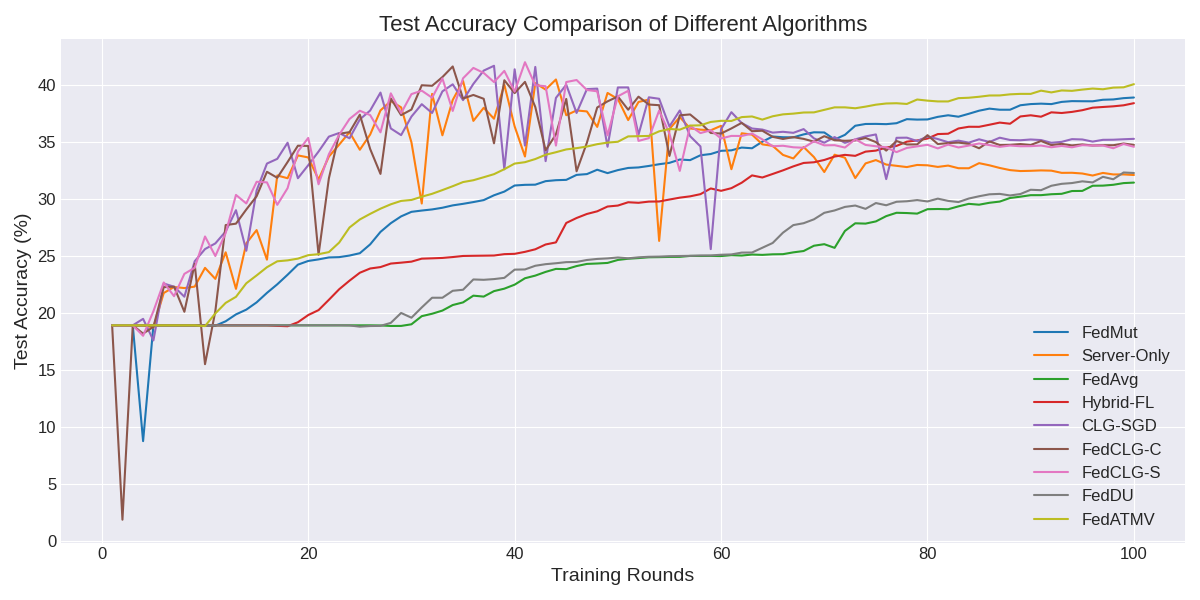 Test Accuracy Comparison of Different Algorithms
Test Accuracy (%)
40
35
30
25
20
15
10
5
0
0 20 40 60 80 100
Training Rounds
FedMut
Server-Only
FedAvg
Hybrid-FL
CLG-SGD
FedCLG-C
FedCLG-S
FedDU
FedATMV